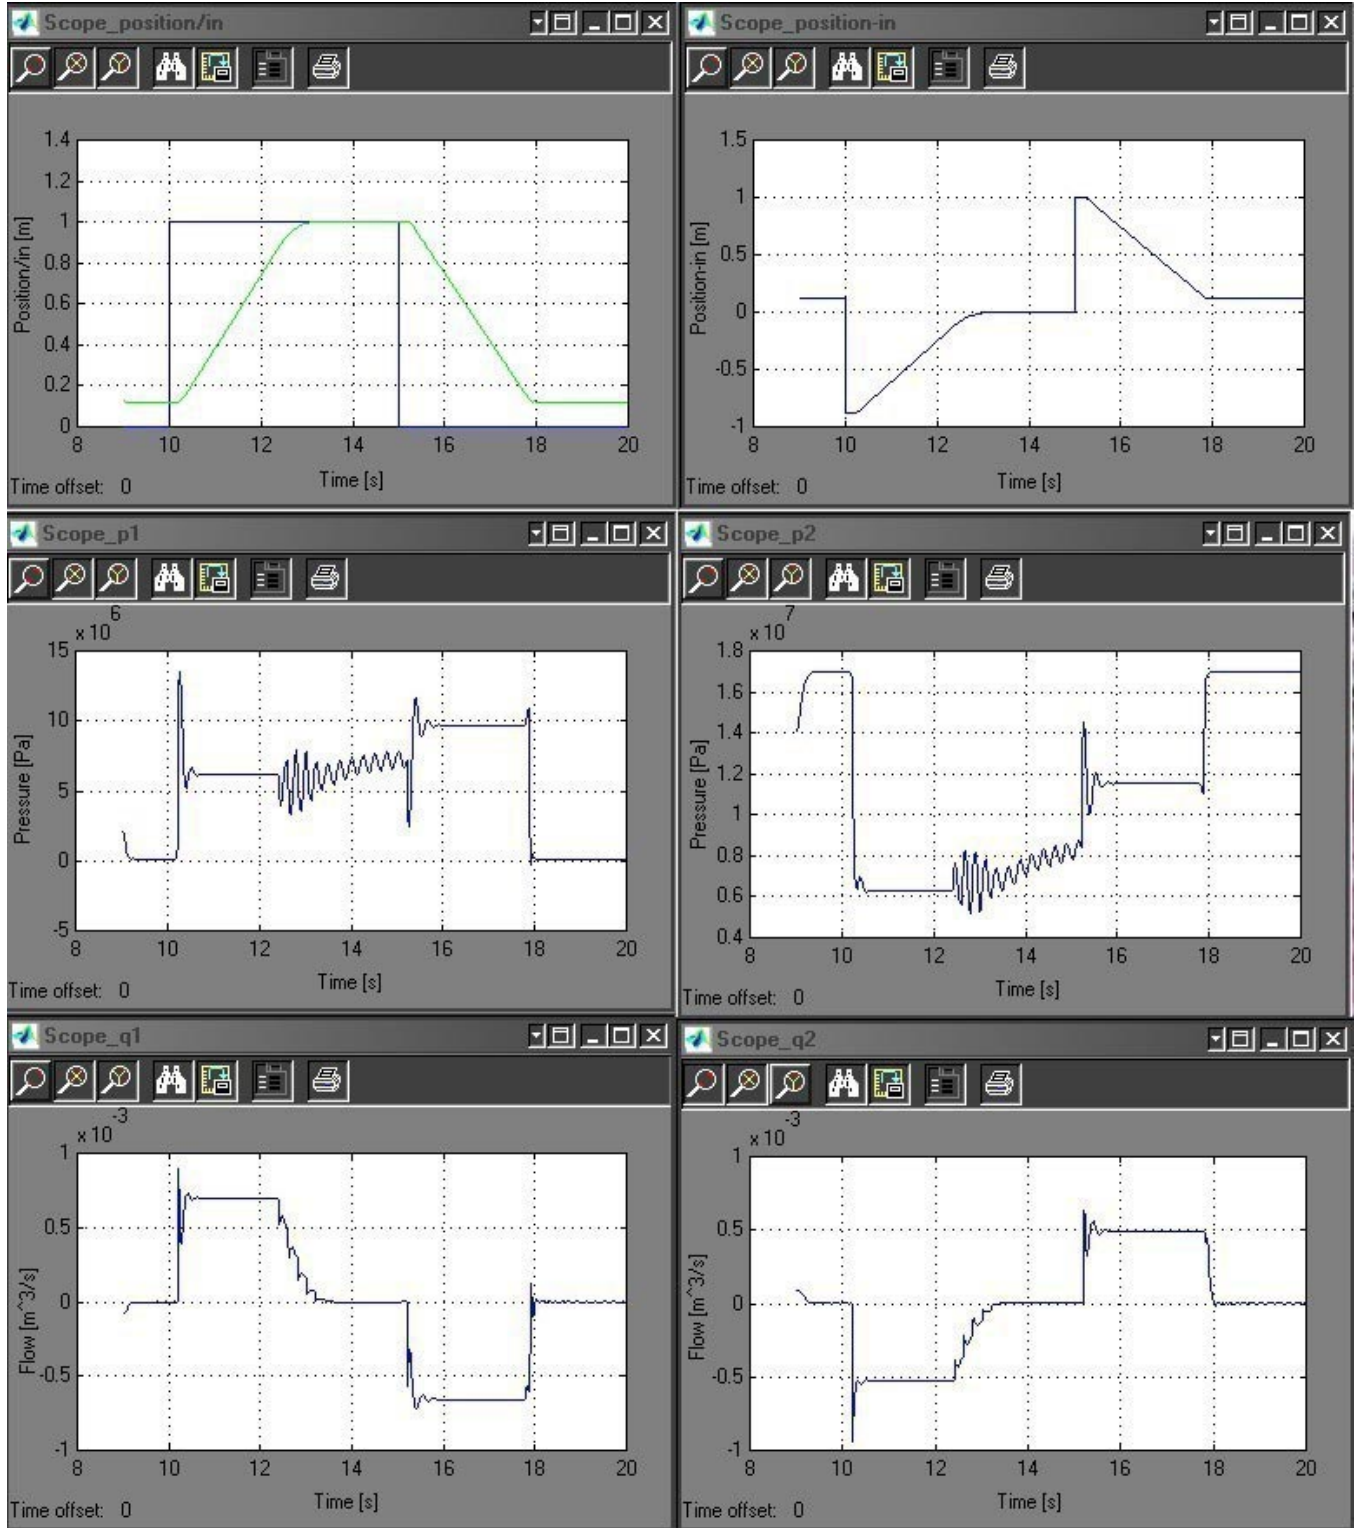 Scope_position/in
1.4
1.2
1
0.8
0.6
0.4
0.2
0
Position/in [m]
8 10 12 14 16 18 20
Time [s]
Time offset: 0
Scope_position-in
1.5
1
0.5
0
-0.5
-1
Position-in [m]
8 10 12 14 16 18 20
Time [s]
Time offset: 0
Scope_p1
x 10 6
15
10
5
0
-5
Pressure [Pa]
8 10 12 14 16 18 20
Time [s]
Time offset: 0
Scope_p2
x 10 7
1.8
1.6
1.4
1.2
1
0.8
0.6
0.4
Pressure [Pa]
8 10 12 14 16 18 20
Time [s]
Time offset: 0
Scope_q1
x 10 -3
1
0.5
0
-0.5
-1
Flow [m^3/s]
8 10 12 14 16 18 20
Time [s]
Time offset: 0
Scope_q2
x 10 -3
1
0.5
0
-0.5
-1
Flow [m^3/s]
8 10 12 14 16 18 20
Time [s]
Time offset: 0